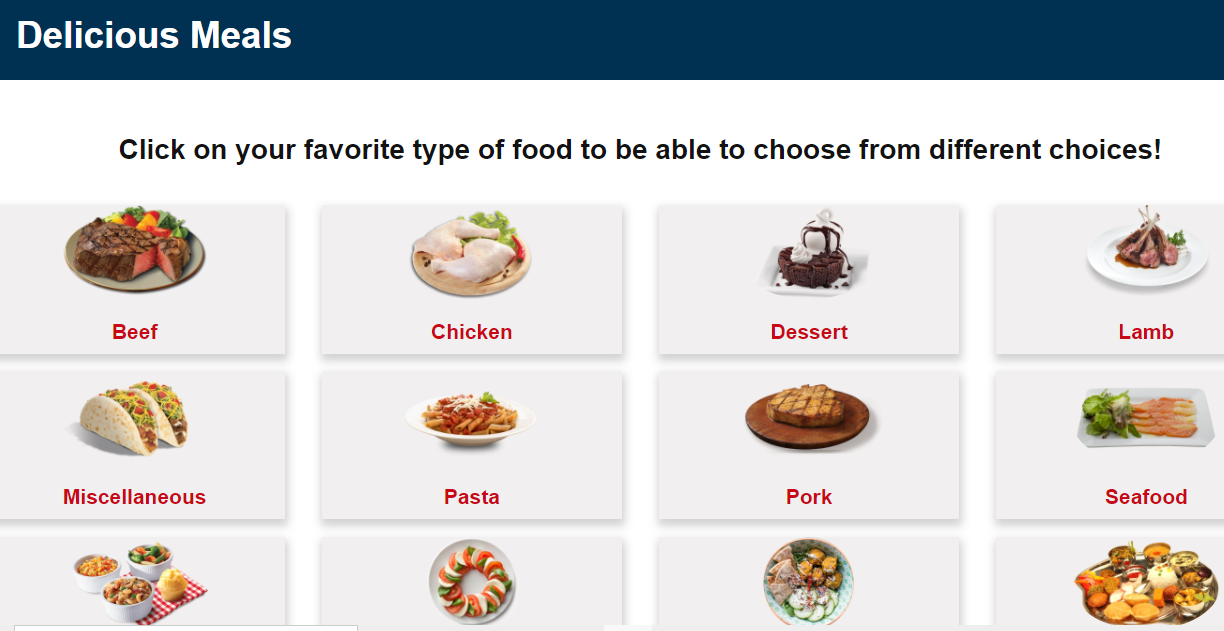 Delicious Meals
Click on your favorite type of food to be able to choose from different choices!
Beef
Chicken
Dessert
Lamb
Miscellaneous
Pasta
Pork
Seafood